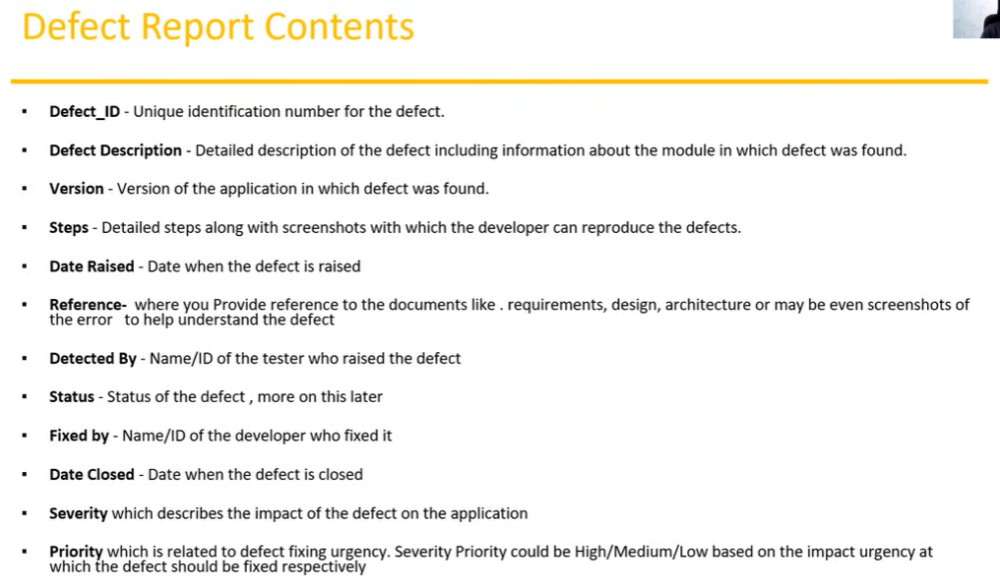 Defect Report Contents
▪ Defect_ID - Unique identification number for the defect.
▪ Defect Description - Detailed description of the defect including information about the module in which defect was found.
▪ Version - Version of the application in which defect was found.
▪ Steps - Detailed steps along with screenshots with which the developer can reproduce the defects.
▪ Date Raised - Date when the defect is raised
▪ Reference- where you Provide reference to the documents like . requirements, design, architecture or may be even screenshots of
the error to help understand the defect
▪ Detected By - Name/ID of the tester who raised the defect
▪ Status - Status of the defect , more on this later
▪ Fixed by - Name/ID of the developer who fixed it
▪ Date Closed - Date when the defect is closed
▪ Severity which describes the impact of the defect on the application
▪ Priority which is related to defect fixing urgency. Severity Priority could be High/Medium/Low based on the impact urgency at
which the defect should be fixed respectively